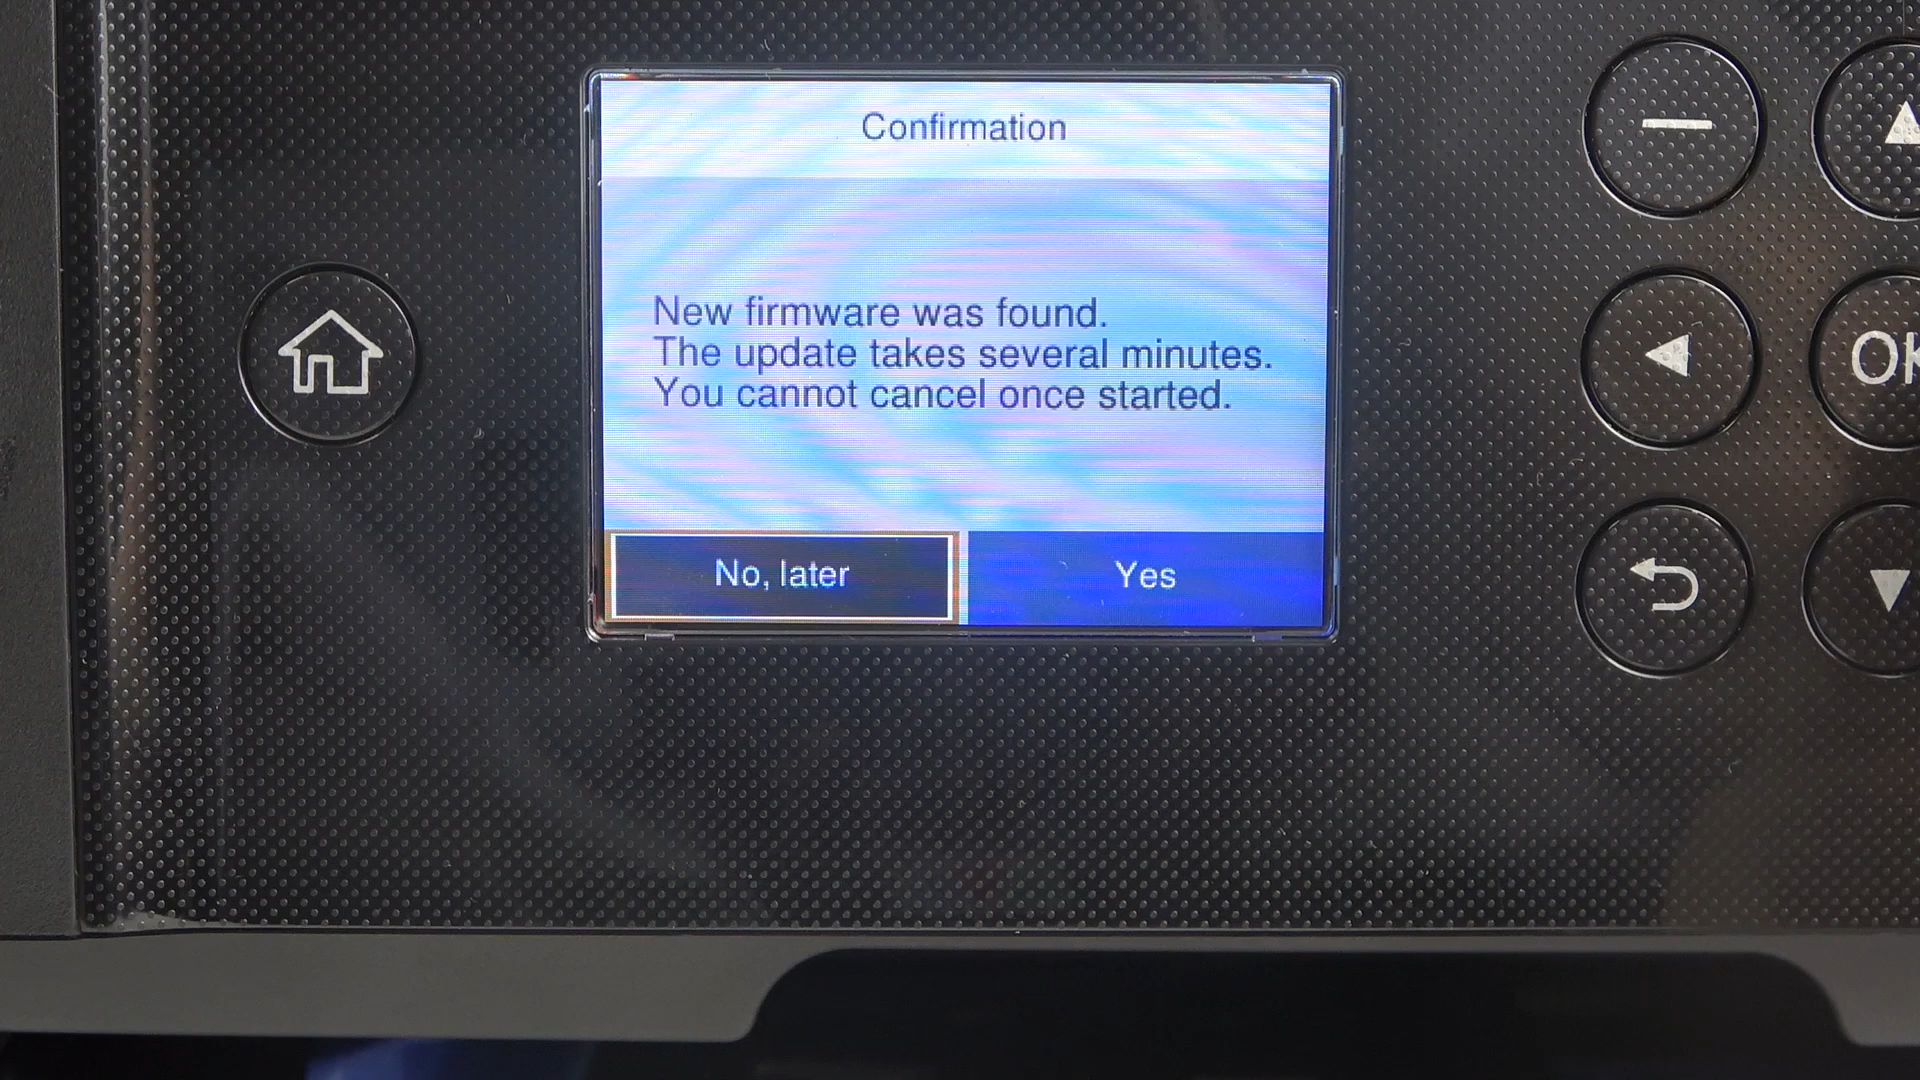 Confirmation
New firmware was found.
The update takes several minutes.
You cannot cancel once started.
No, later
Yes
OK